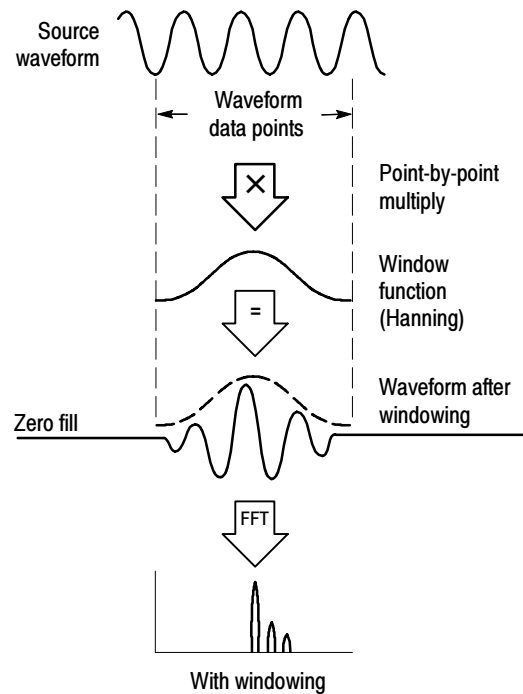 Source
waveform
Waveform
data points
×
Point-by-point
multiply
Window
function
(Hanning)
=
Waveform after
windowing
Zero fill
FFT
With windowing